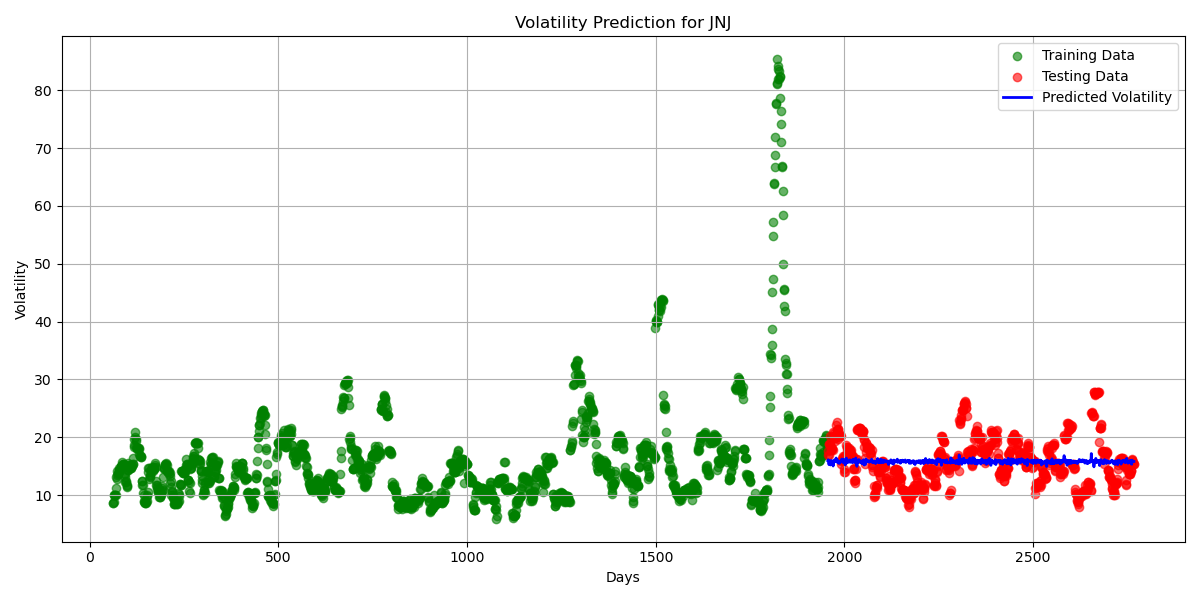 Volatility Prediction for JNJ
Training Data
Testing Data
Predicted Volatility
80
70
60
50
40
30
20
10
Volatility
0
500
1000
1500
2000
2500
Days